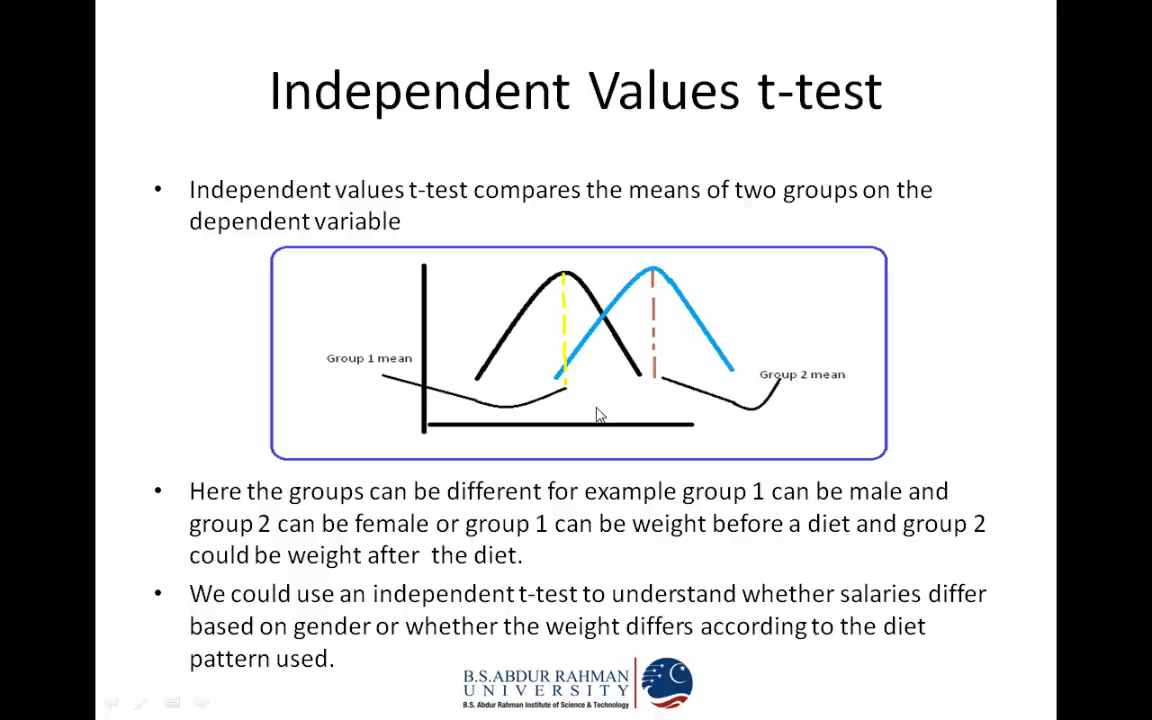 Independent Values t-test
• Independent values t-test compares the means of two groups on the
dependent variable
Group 1 mean
Group 2 mean
• Here the groups can be different for example group 1 can be male and
group 2 can be female or group 1 can be weight before a diet and group 2
could be weight after the diet.
• We could use an independent t-test to understand whether salaries differ
based on gender or whether the weight differs according to the diet
pattern used.
B.S.ABDUR RAHMAN
UNIVERSITY
B.S. Abdur Rahman Institute of Science & Technology